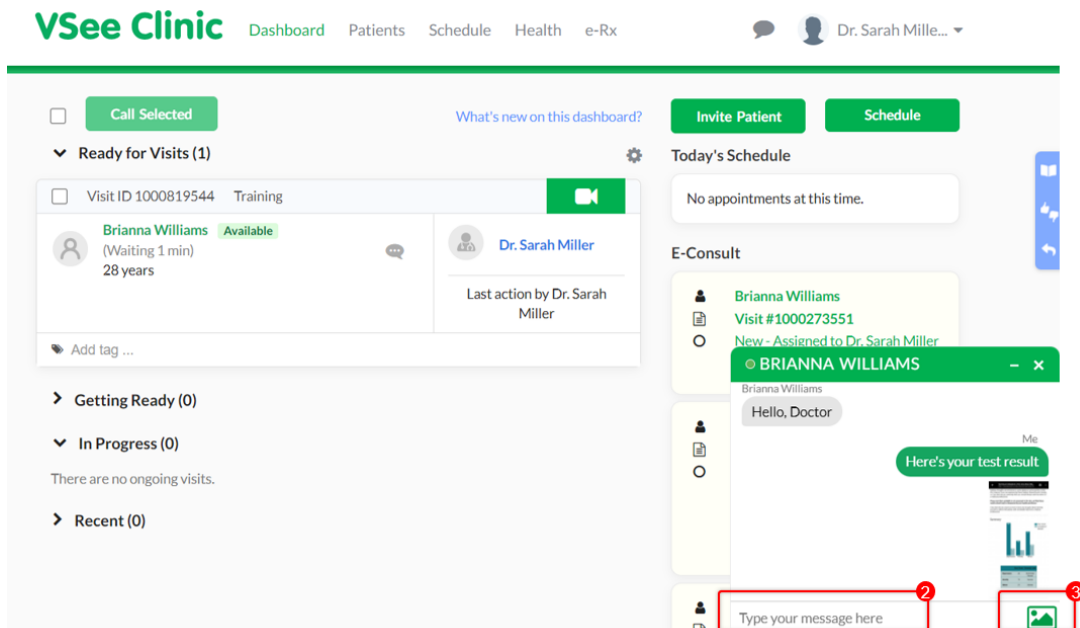 VSee Clinic
Dashboard
Patients
Schedule
Health
e-Rx
Dr. Sarah Mille...
Call Selected
What's new on this dashboard?
Ready for Visits (1)
Visit ID 1000819544
Training
Brianna Williams
Available
(Waiting 1 min)
28 years
Dr. Sarah Miller
Last action by Dr. Sarah
Miller
Add tag ...
Getting Ready (0)
In Progress (0)
There are no ongoing visits.
Recent (0)
Invite Patient
Schedule
Today's Schedule
No appointments at this time.
E-Consult
Brianna Williams
Visit #1000273551
New - Assigned to Dr. Sarah Miller
BRIANNA WILLIAMS
Brianna Williams
Hello, Doctor
Me
Here's your test result
2
3
Type your message here